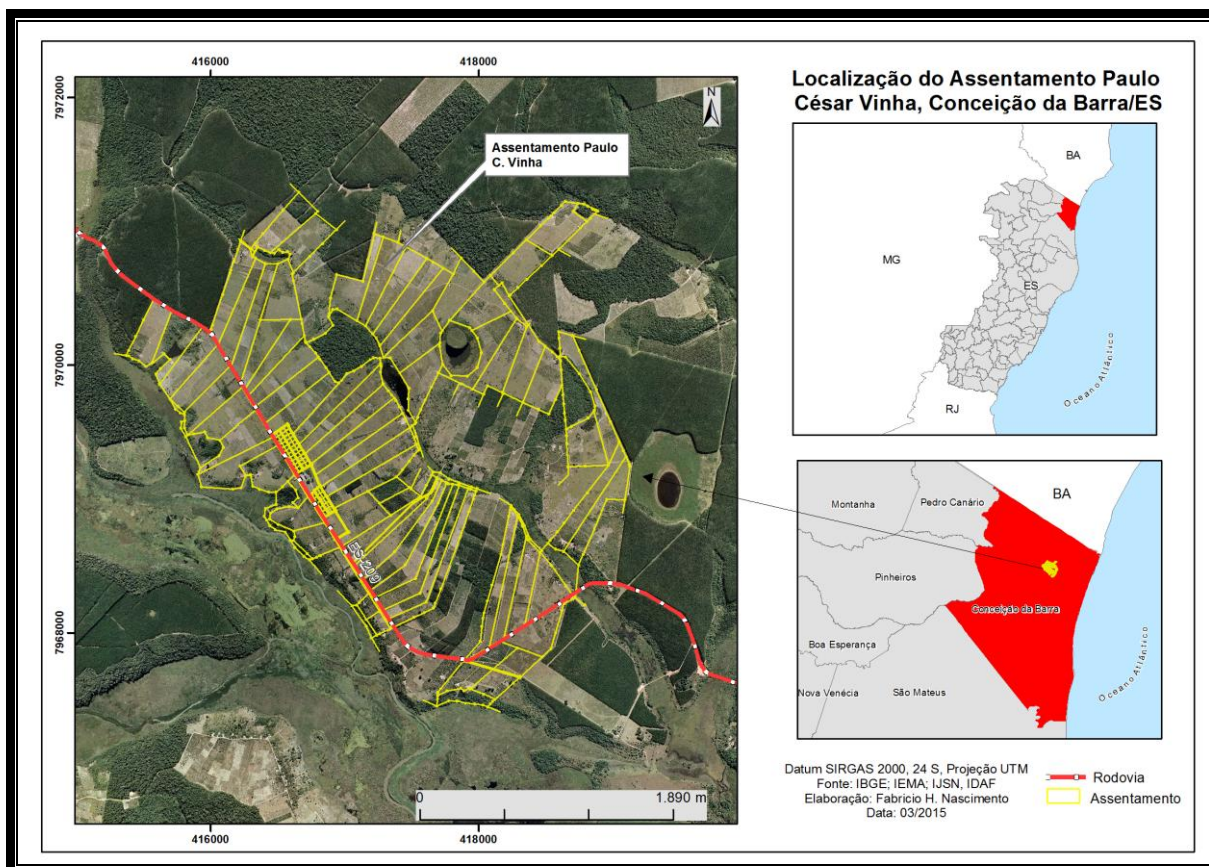 Localização do Assentamento Paulo
César Vinha, Conceição da Barra/ES
416000
418000
7972000
7970000
7968000
N
Assentamento Paulo
C. Vinha
ES-209
0
1.890 m
416000
418000
BA
MG
ES
RJ
Oceano Atlântico
BA
Montanha
Pedro Canário
Pinheiros
Conceição da Barra
Boa Esperança
Nova Venécia
São Mateus
Oceano Atlântico
Datum SIRGAS 2000, 24 S, Projeção UTM
Fonte: IBGE; IEMA; IJSN, IDAF
Elaboração: Fabricio H. Nascimento
Data: 03/2015
Rodovia
Assentamento